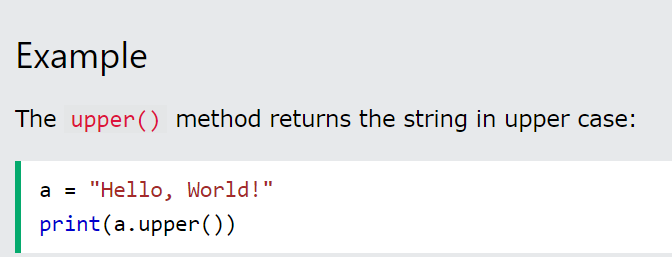 Example
The upper() method returns the string in upper case:
a = "Hello, World!"
print(a.upper())